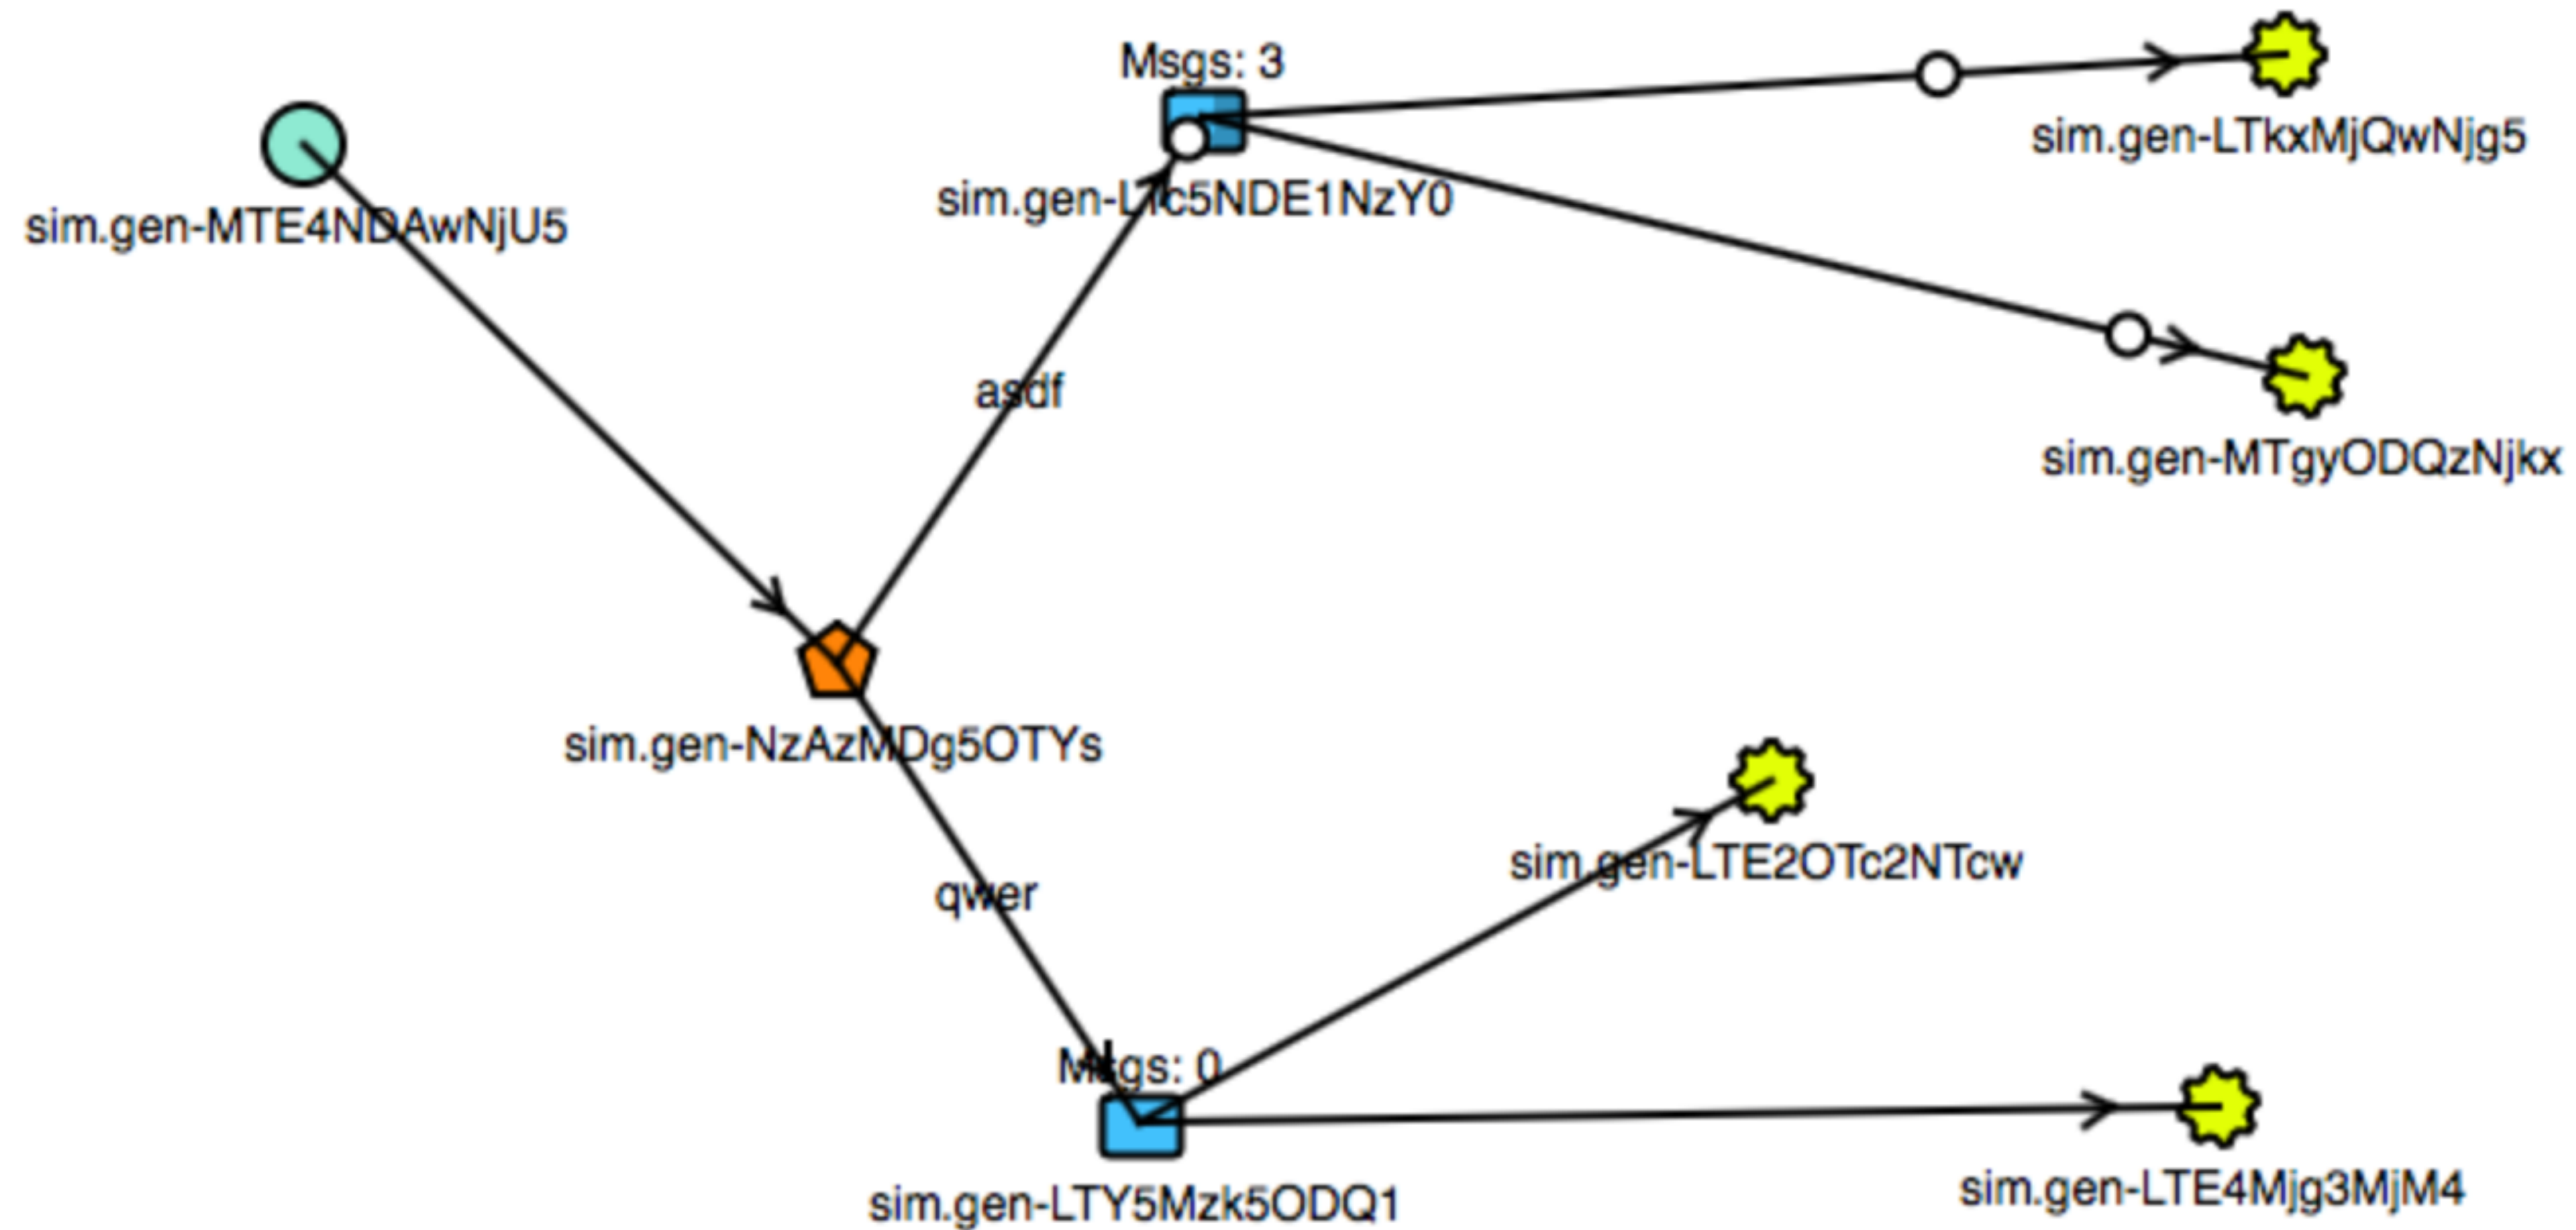 Msgs: 3
sim.gen-LTkxMjQwNjg5
sim.gen-MTE4NDAwNjU5
sim.gen-LTc5NDE1NzY0
asdf
sim.gen-MTgyODQzNjkx
sim.gen-NzAzMDg5OTYs
sim.gen-LTE2OTc2NTcw
qwer
Msgs: 0
sim.gen-LTY5Mzk5ODQ1
sim.gen-LTE4Mjg3MjM4